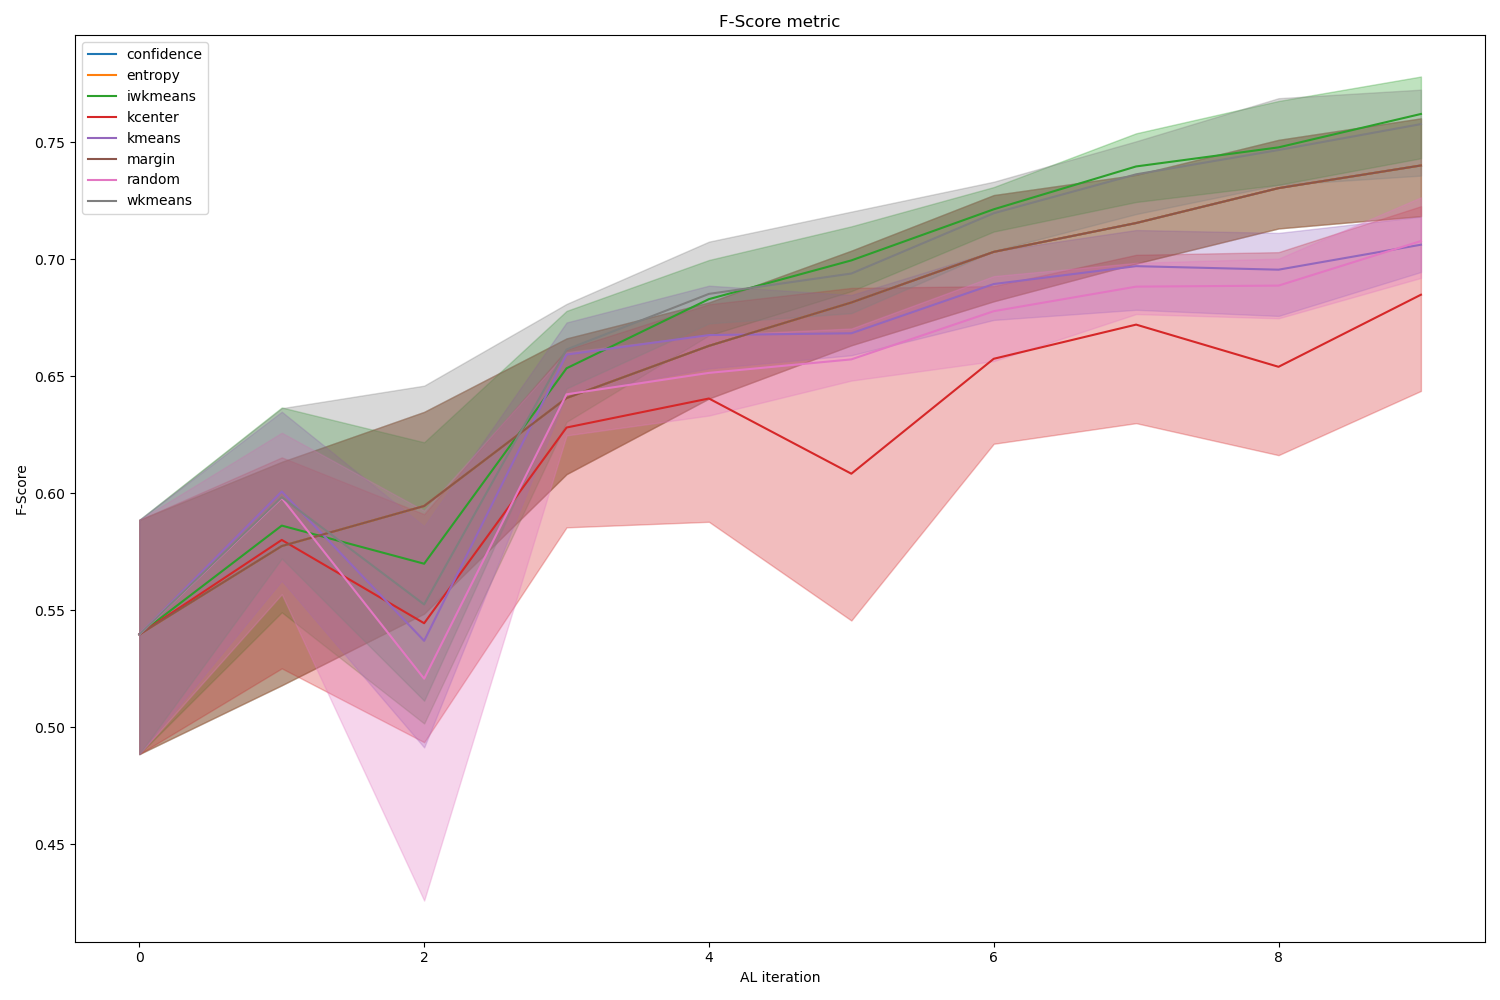 F-Score metric
confidence
entropy
iwkmeans
kcenter
kmeans
margin
random
wkmeans
0.75
0.70
0.65
0.60
0.55
0.50
0.45
F-Score
0 2 4 6 8
AL iteration